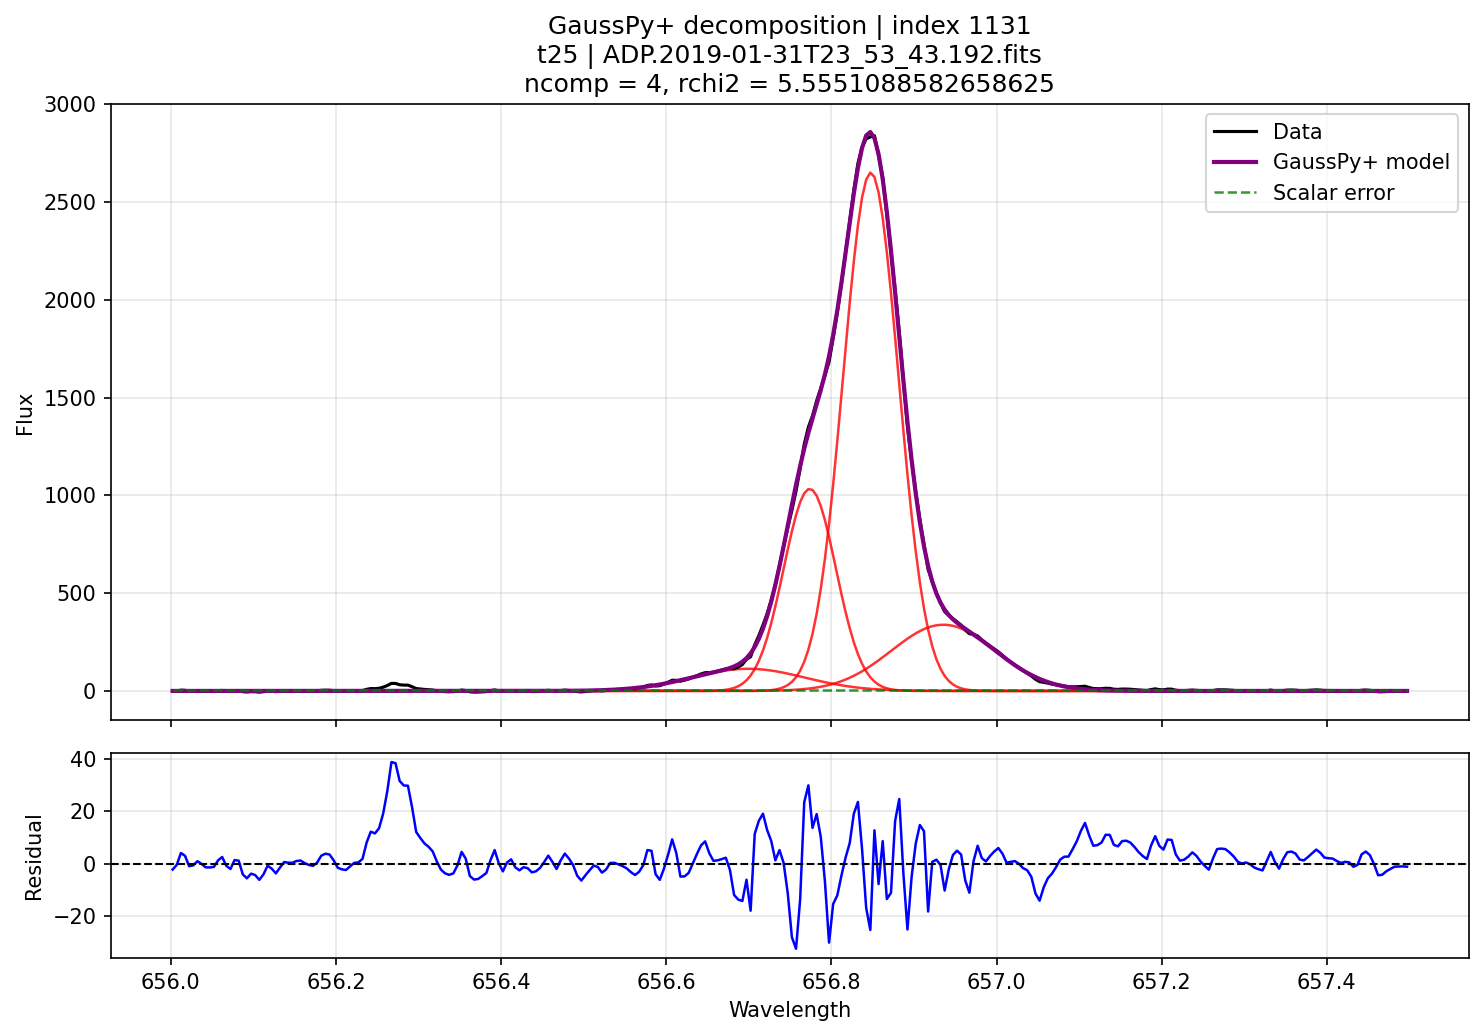 GaussPy+ decomposition | index 1131
t25 | ADP.2019-01-31T23_53_43.192.fits
ncomp = 4, rchi2 = 5.5551088582658625
3000
2500
2000
1500
1000
500
0
Flux
Data
GaussPy+ model
Scalar error
40
20
0
−20
Residual
656.0 656.2 656.4 656.6 656.8 657.0 657.2 657.4
Wavelength